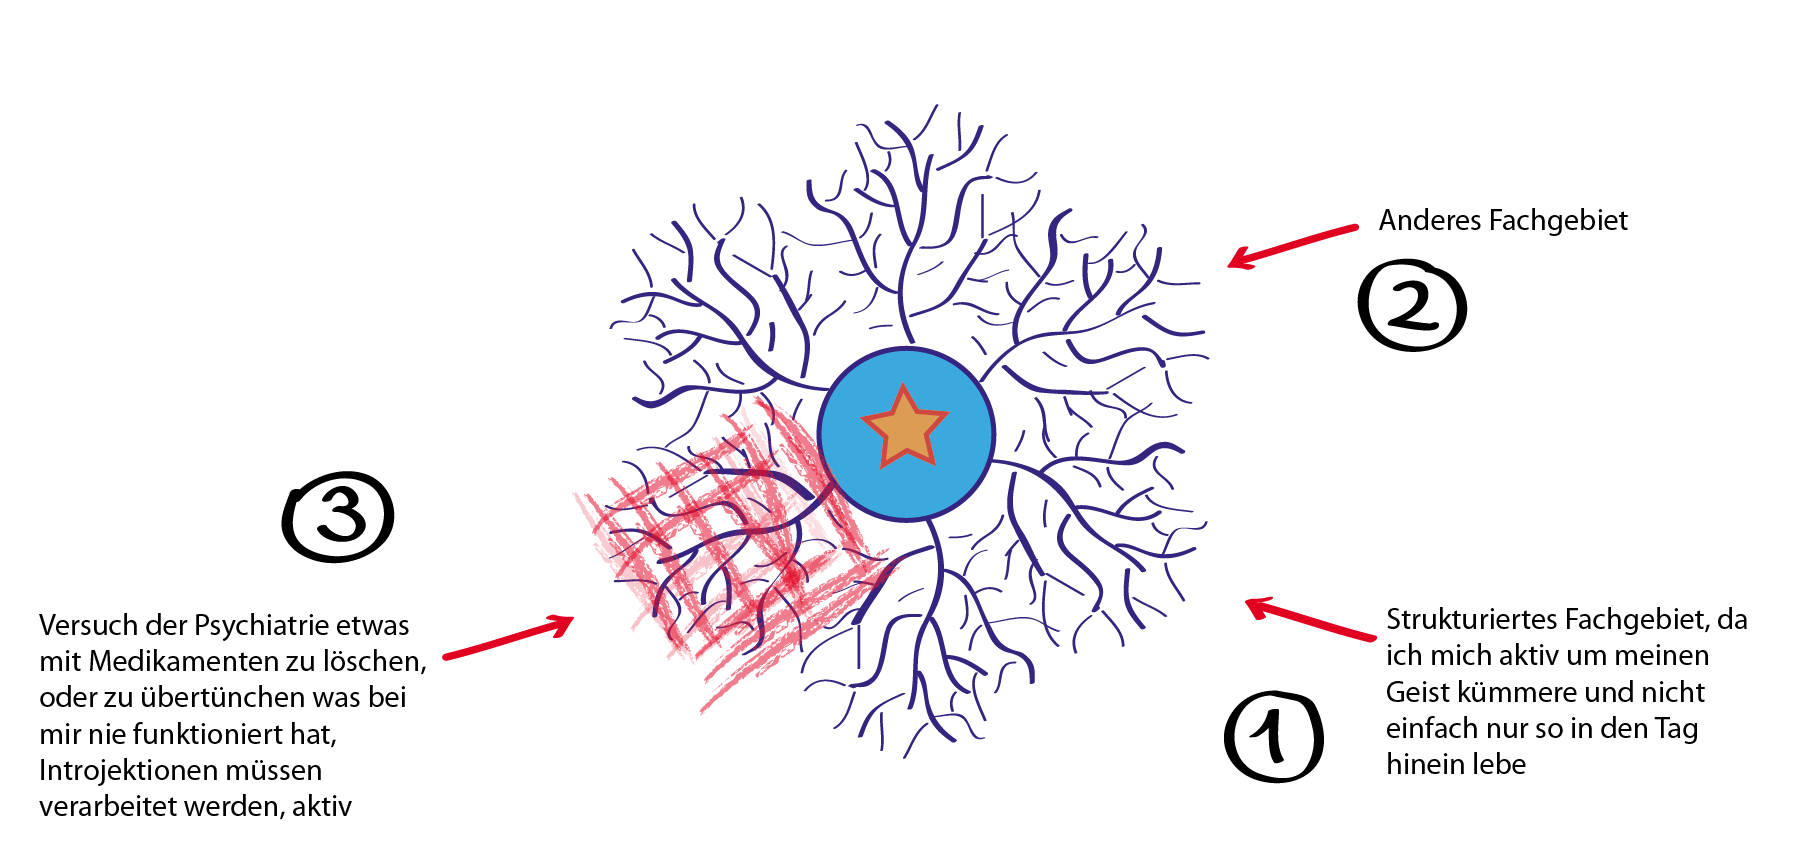 Anderes Fachgebiet
2
3
Versuch der Psychiatrie etwas
mit Medikamenten zu löschen,
oder zu übertünchen was bei
mir nie funktioniert hat,
Introjektionen müssen
verarbeitet werden, aktiv
Strukturiertes Fachgebiet, da
ich mich aktiv um meinen
Geist kümmere und nicht
einfach nur so in den Tag
hinein lebe
1